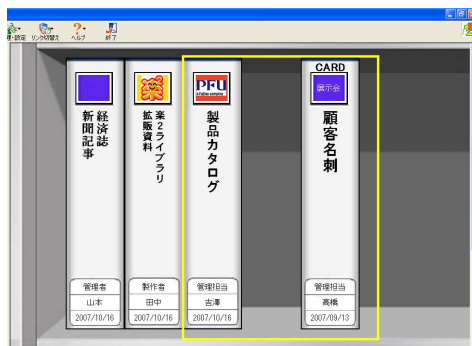 リンク切替え ヘルプ 終了
経済誌
新聞記事
管理者
山本
2007/10/16
楽
楽2ライブラリ
拡販資料
製作者
田中
2007/10/16
PFU
a Fujitsu company
製品カタログ
管理担当
吉澤
2007/10/16
CARD
展示会
顧客名刺
管理担当
高橋
2007/09/13